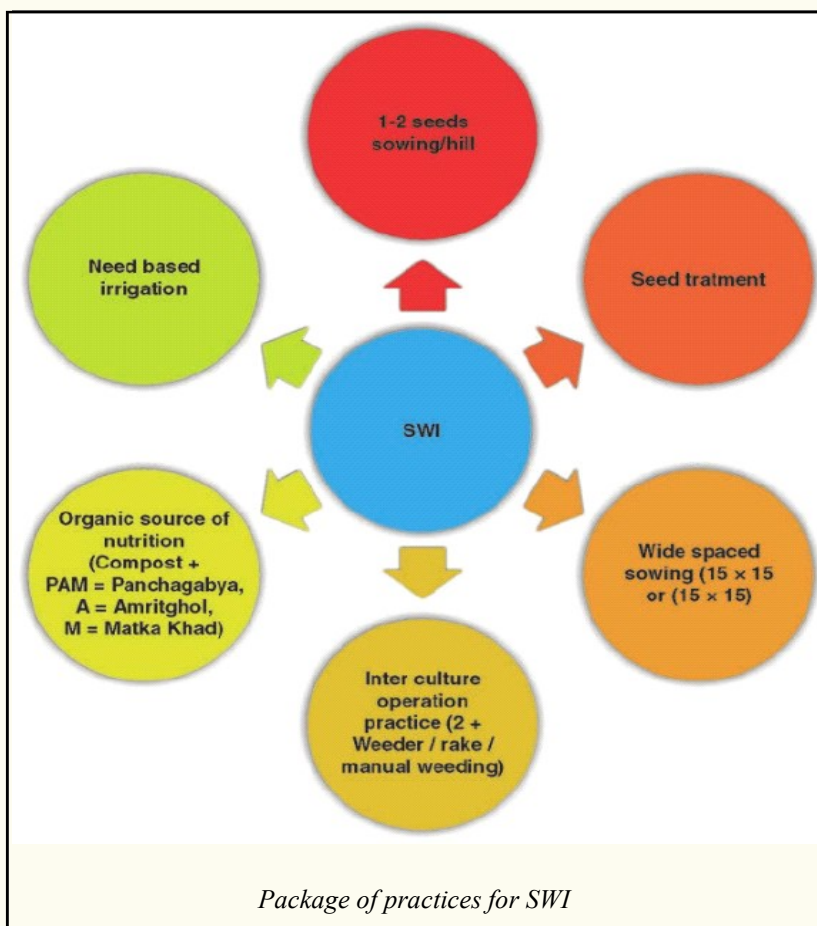 1-2 seeds
sowing/hill
Need based
irrigation
Seed tratment
SWI
Organic source of
nutrition
(Compost +
PAM = Panchagabya,
A = Amritghol,
M = Matka Khad)
Wide spaced
sowing (15 × 15
or (15 × 15)
Inter culture
operation
practice (2 +
Weeder / rake /
manual weeding)
Package of practices for SWI